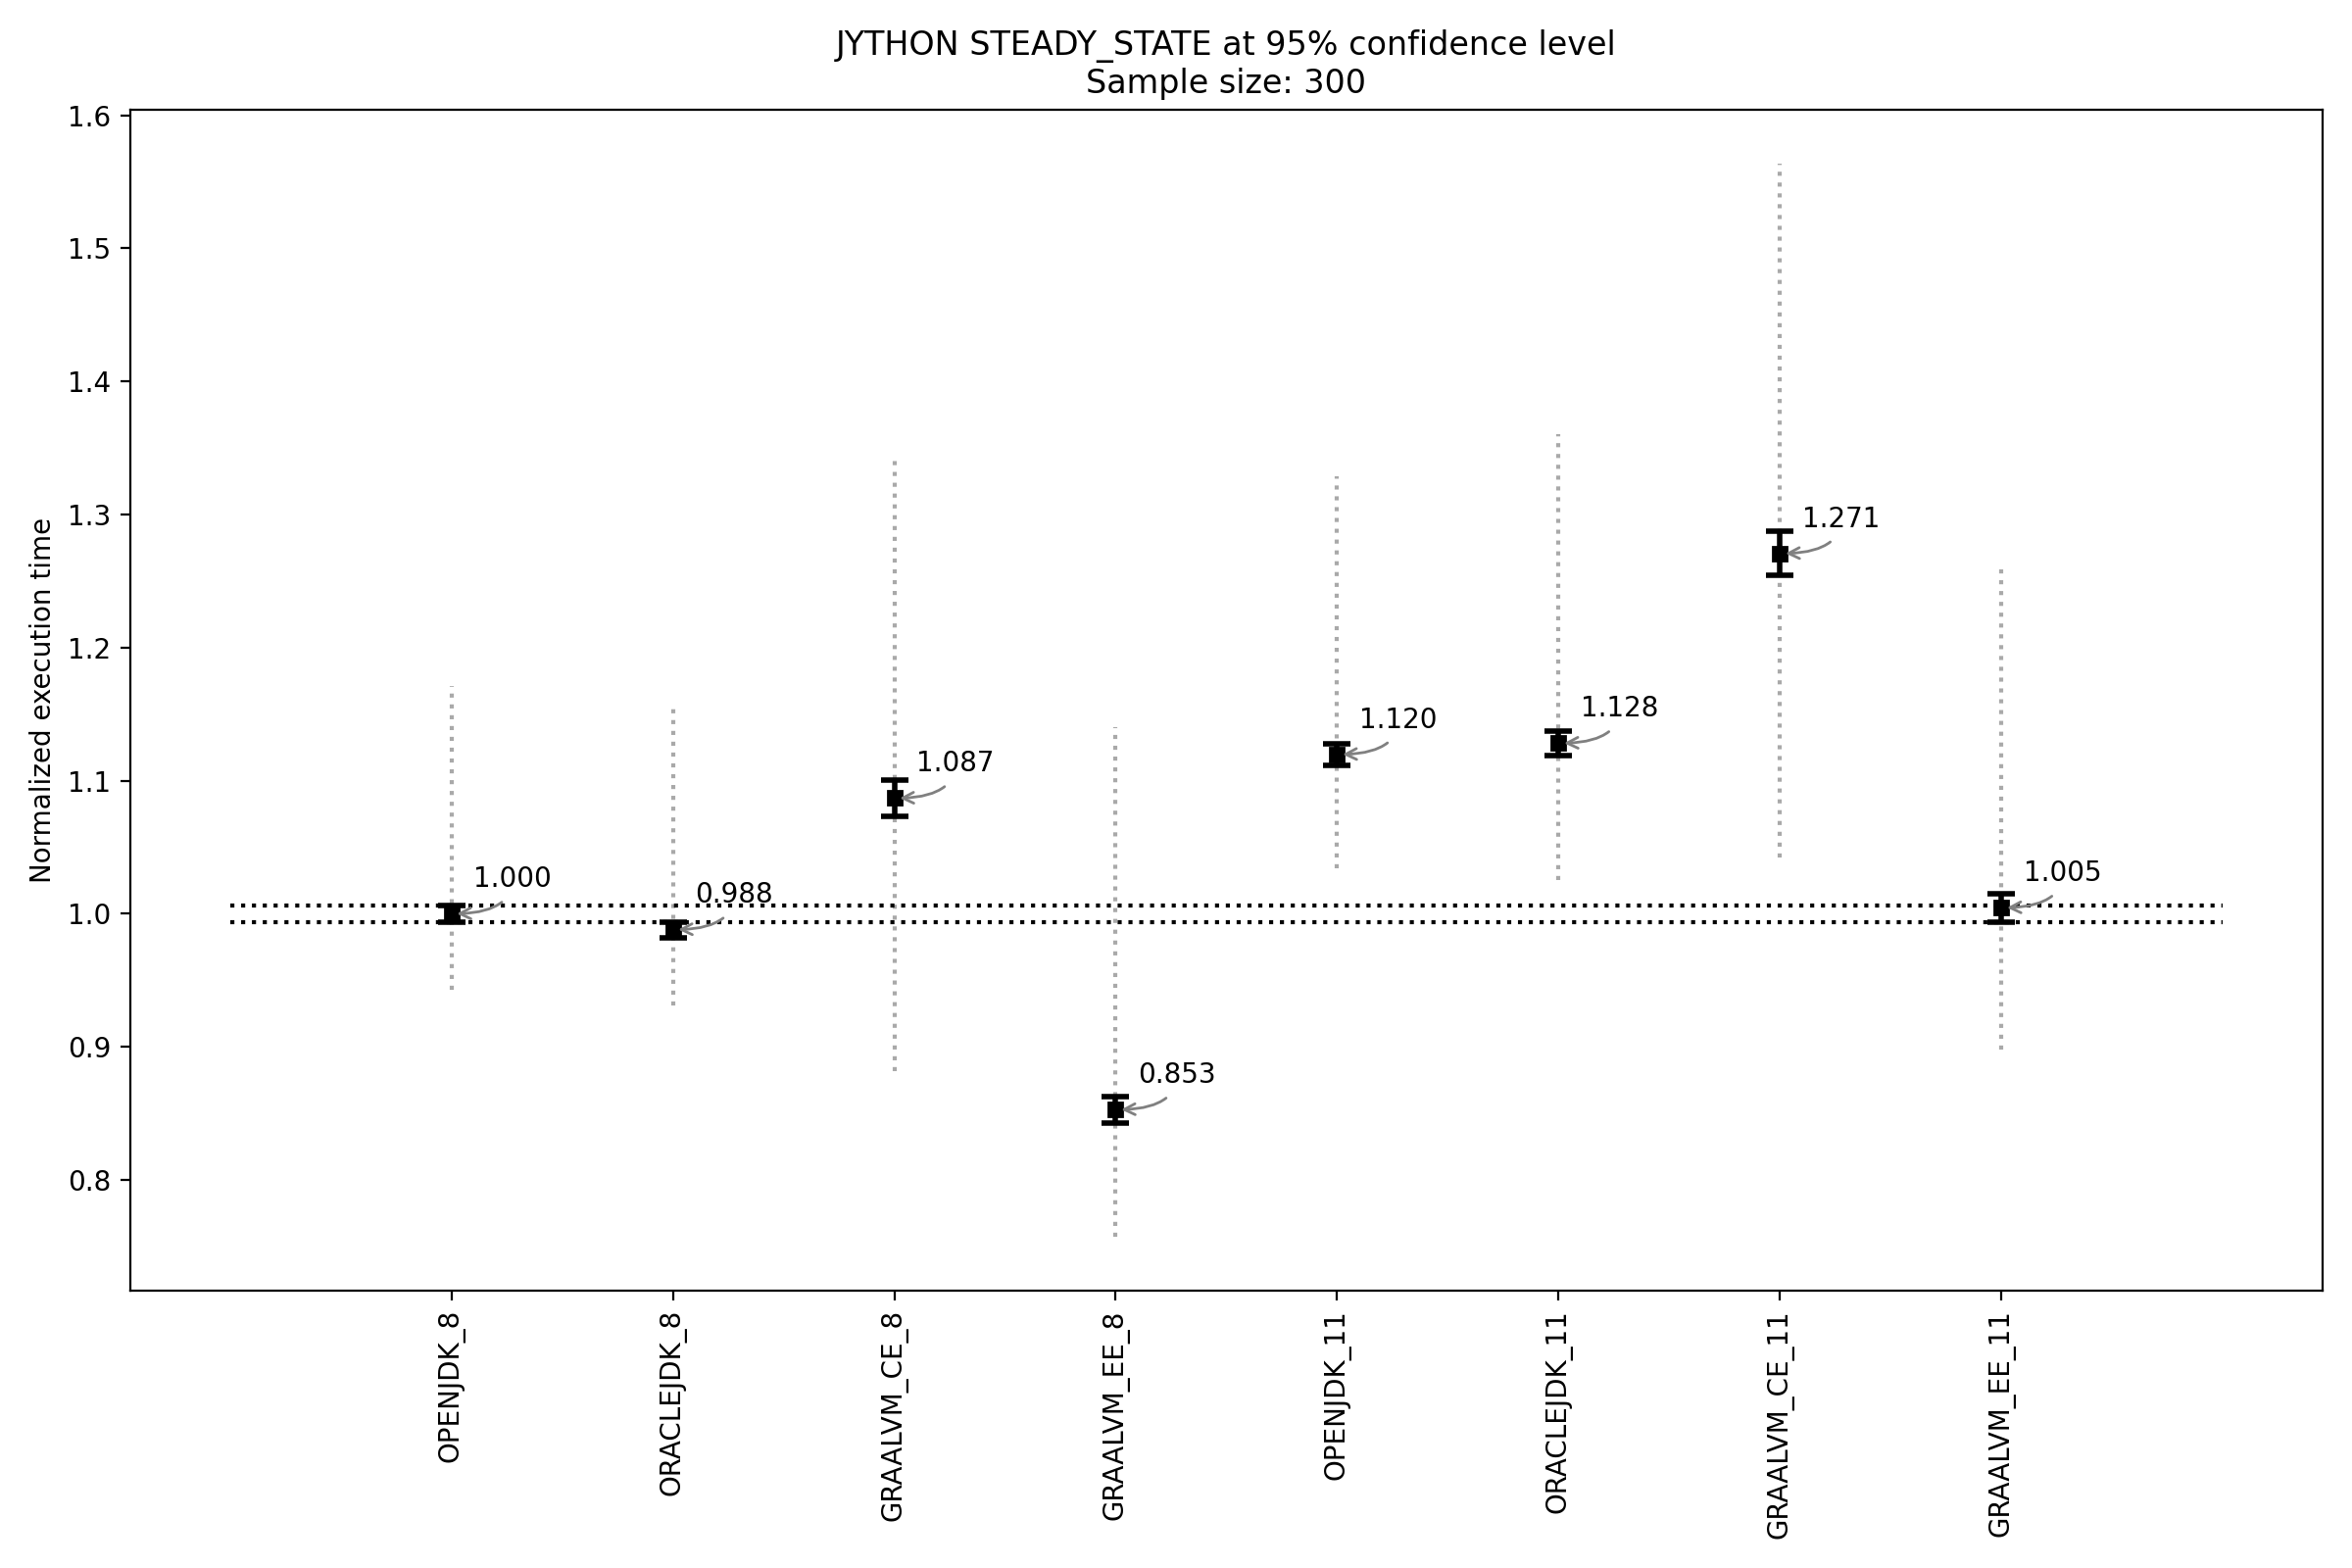 JYTHON STEADY_STATE at 95% confidence level
Sample size: 300
Normalized execution time
1.6
1.5
1.4
1.3
1.2
1.1
1.0
0.9
0.8
1.000
0.988
1.087
0.853
1.120
1.128
1.271
1.005
OPENJDK_8
ORACLEJDK_8
GRAALVM_CE_8
GRAALVM_EE_8
OPENJDK_11
ORACLEJDK_11
GRAALVM_CE_11
GRAALVM_EE_11